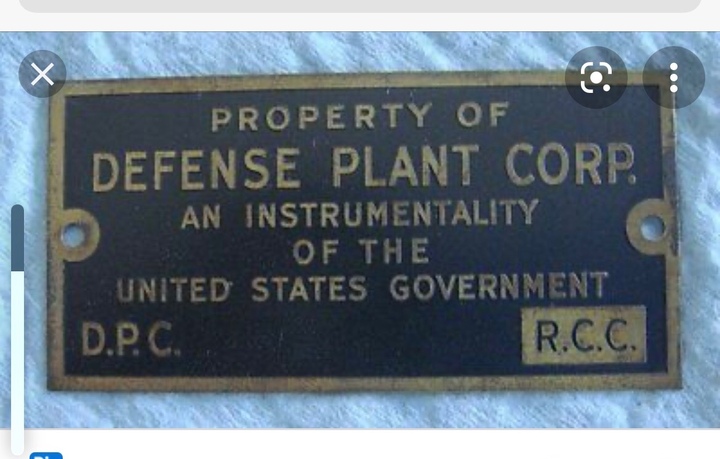 PROPERTY OF
DEFENSE PLANT CORP.
AN INSTRUMENTALITY
OF THE
UNITED STATES GOVERNMENT
D.P.C. R.C.C.